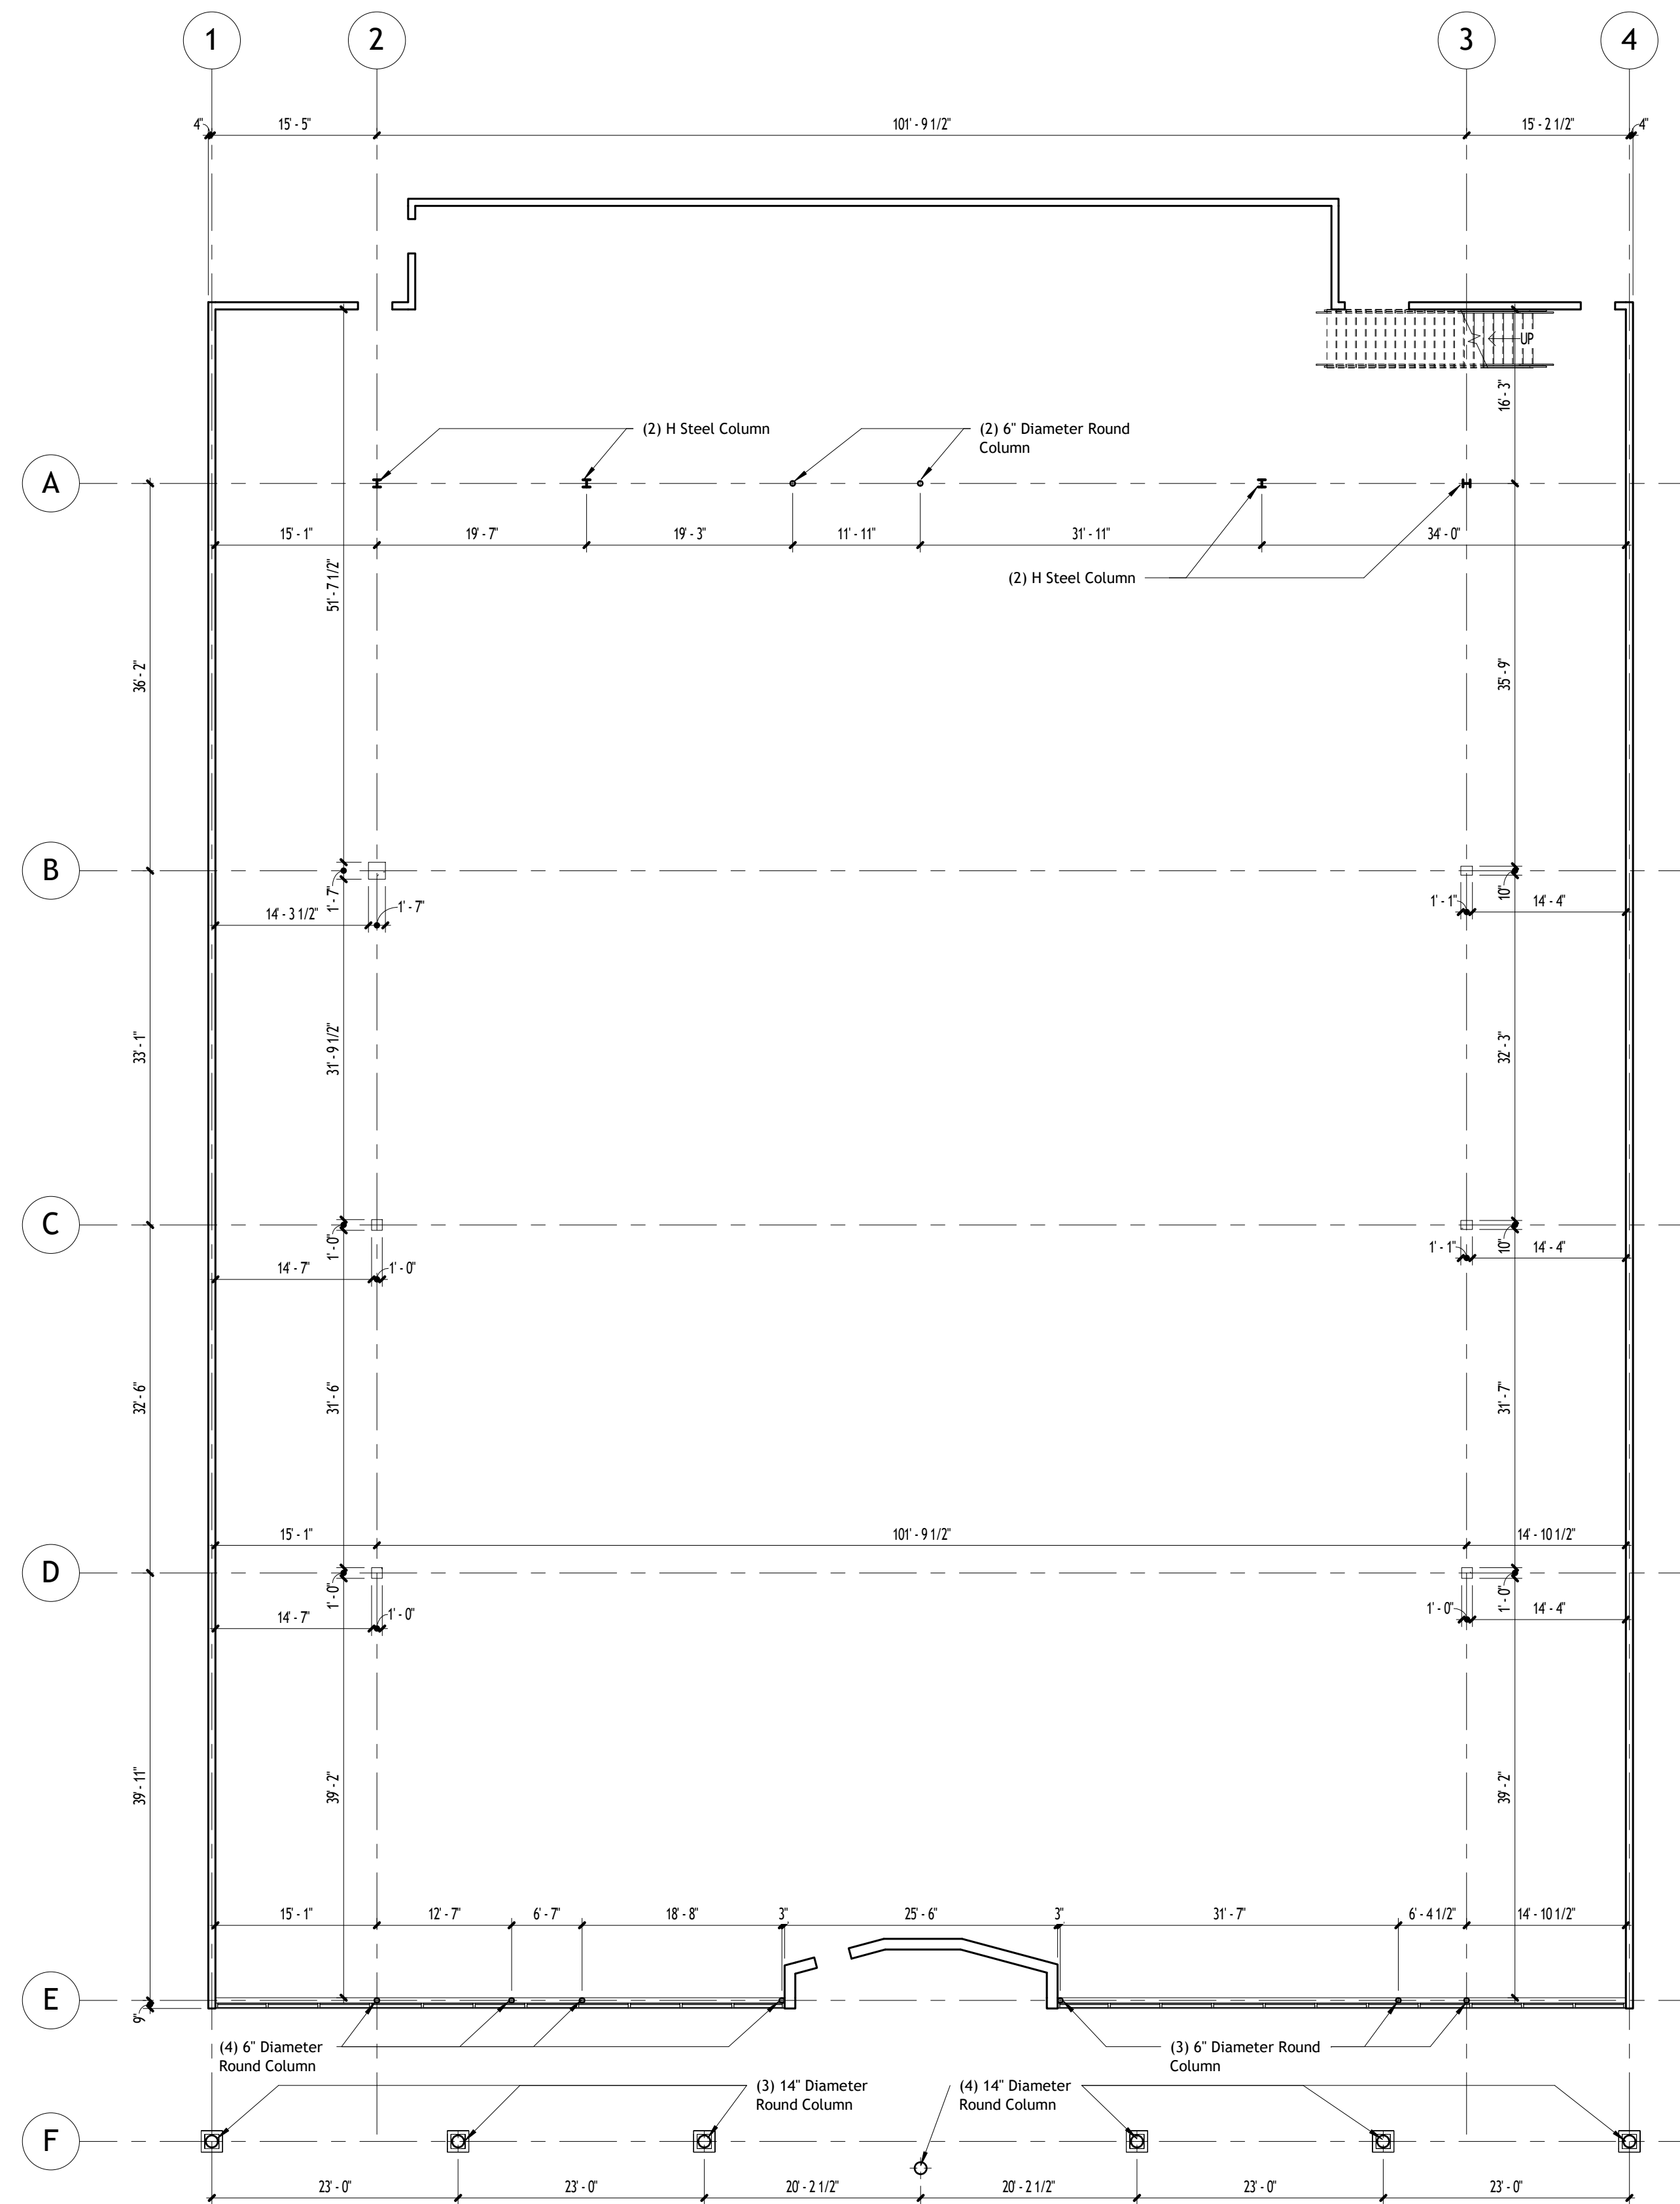 1
2
3
4
4"
15' - 5"
101' - 9 1/2"
15' - 2 1/2"
4"
UP
16' - 3"
(2) H Steel Column
(2) 6" Diameter Round
Column
A
15' - 1"
19' - 7"
19' - 3"
11' - 11"
31' - 11"
34' - 0"
(2) H Steel Column
51' - 7 1/2"
36' - 2"
35' - 9"
B
1' - 7"
14' - 3 1/2"
1' - 7"
1' - 1"
10"
14' - 4"
33' - 1"
31' - 9 1/2"
32' - 3"
C
1' - 0"
14' - 7"
1' - 0"
1' - 1"
10"
14' - 4"
32' - 6"
31' - 6"
31' - 7"
15' - 1"
101' - 9 1/2"
14' - 10 1/2"
D
1' - 0"
14' - 7"
1' - 0"
1' - 0"
1' - 0"
14' - 4"
39' - 11"
39' - 2"
39' - 2"
15' - 1"
12' - 7"
6' - 7"
18' - 8"
3"
25' - 6"
3"
31' - 7"
6' - 4 1/2"
14' - 10 1/2"
E
9"
(4) 6" Diameter
Round Column
(3) 6" Diameter Round
Column
(3) 14" Diameter
Round Column
(4) 14" Diameter
Round Column
F
23' - 0"
23' - 0"
20' - 2 1/2"
20' - 2 1/2"
23' - 0"
23' - 0"